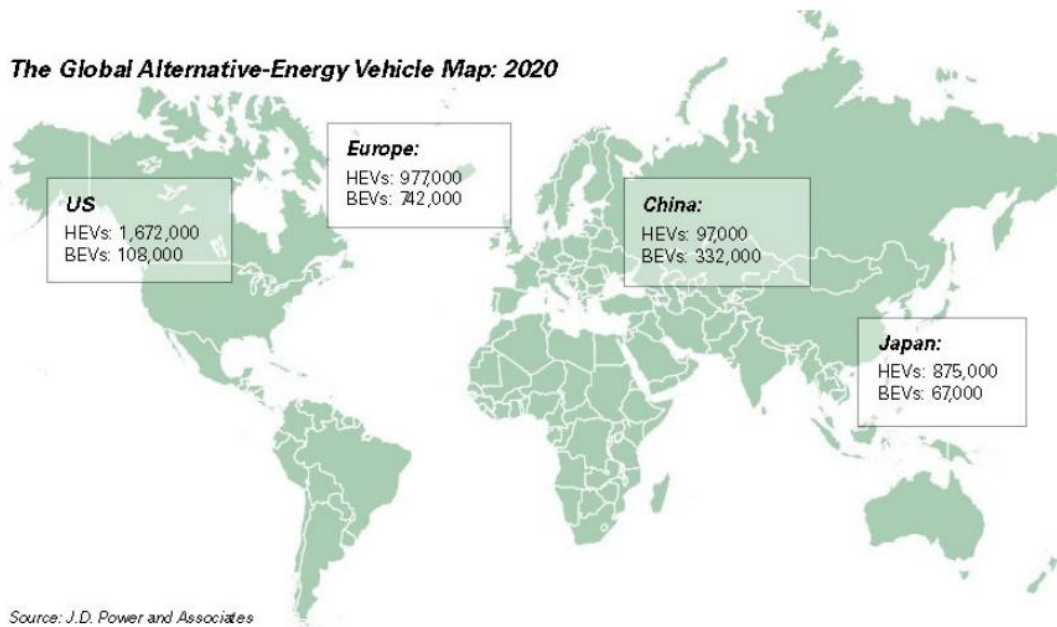 The Global Alternative-Energy Vehicle Map: 2020
Europe:
HEVs: 977,000
BEVs: 742,000
US
HEVs: 1,672,000
BEVs: 108,000
China:
HEVs: 97,000
BEVs: 332,000
Japan:
HEVs: 875,000
BEVs: 67,000
Source: J.D. Power and Associates